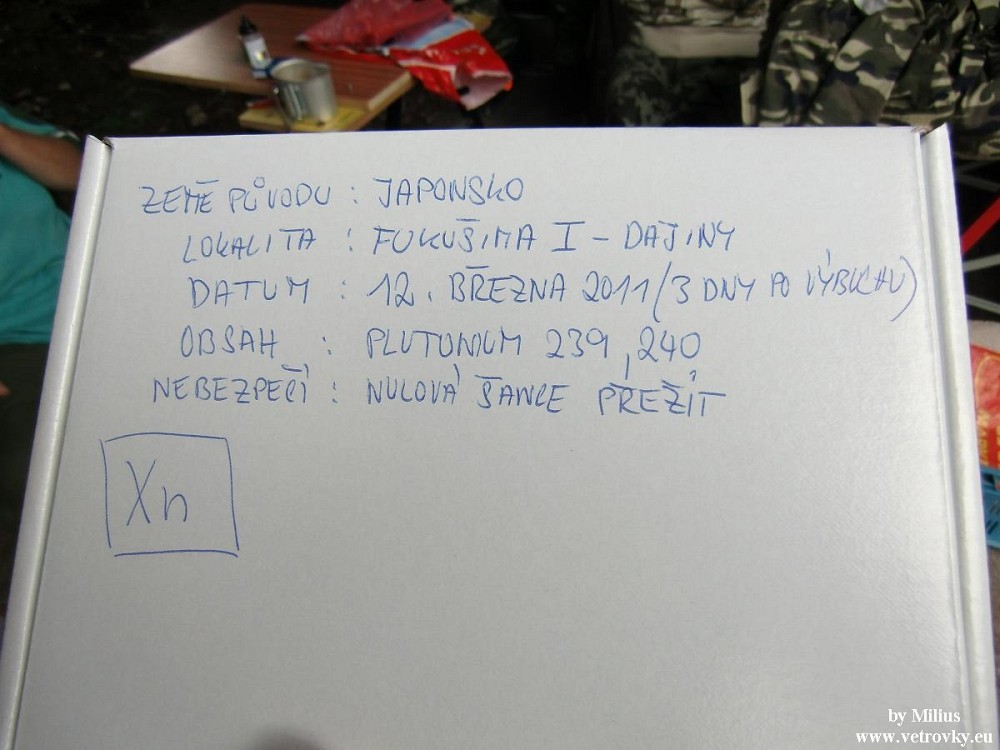 ZEMĚ PŮVODU : JAPONSKO
LOKALITA : FUKUŠIMA I - DAJINY
DATUM : 12. BŘEZNA 2011 (3 DNY PO VÝBUCHU)
OBSAH : PLUTONIUM 239, 240
NEBEZPEČÍ : NULOVÁ ŠANCE PŘEŽÍT
Xn
by Milius
www.vetrovky.eu